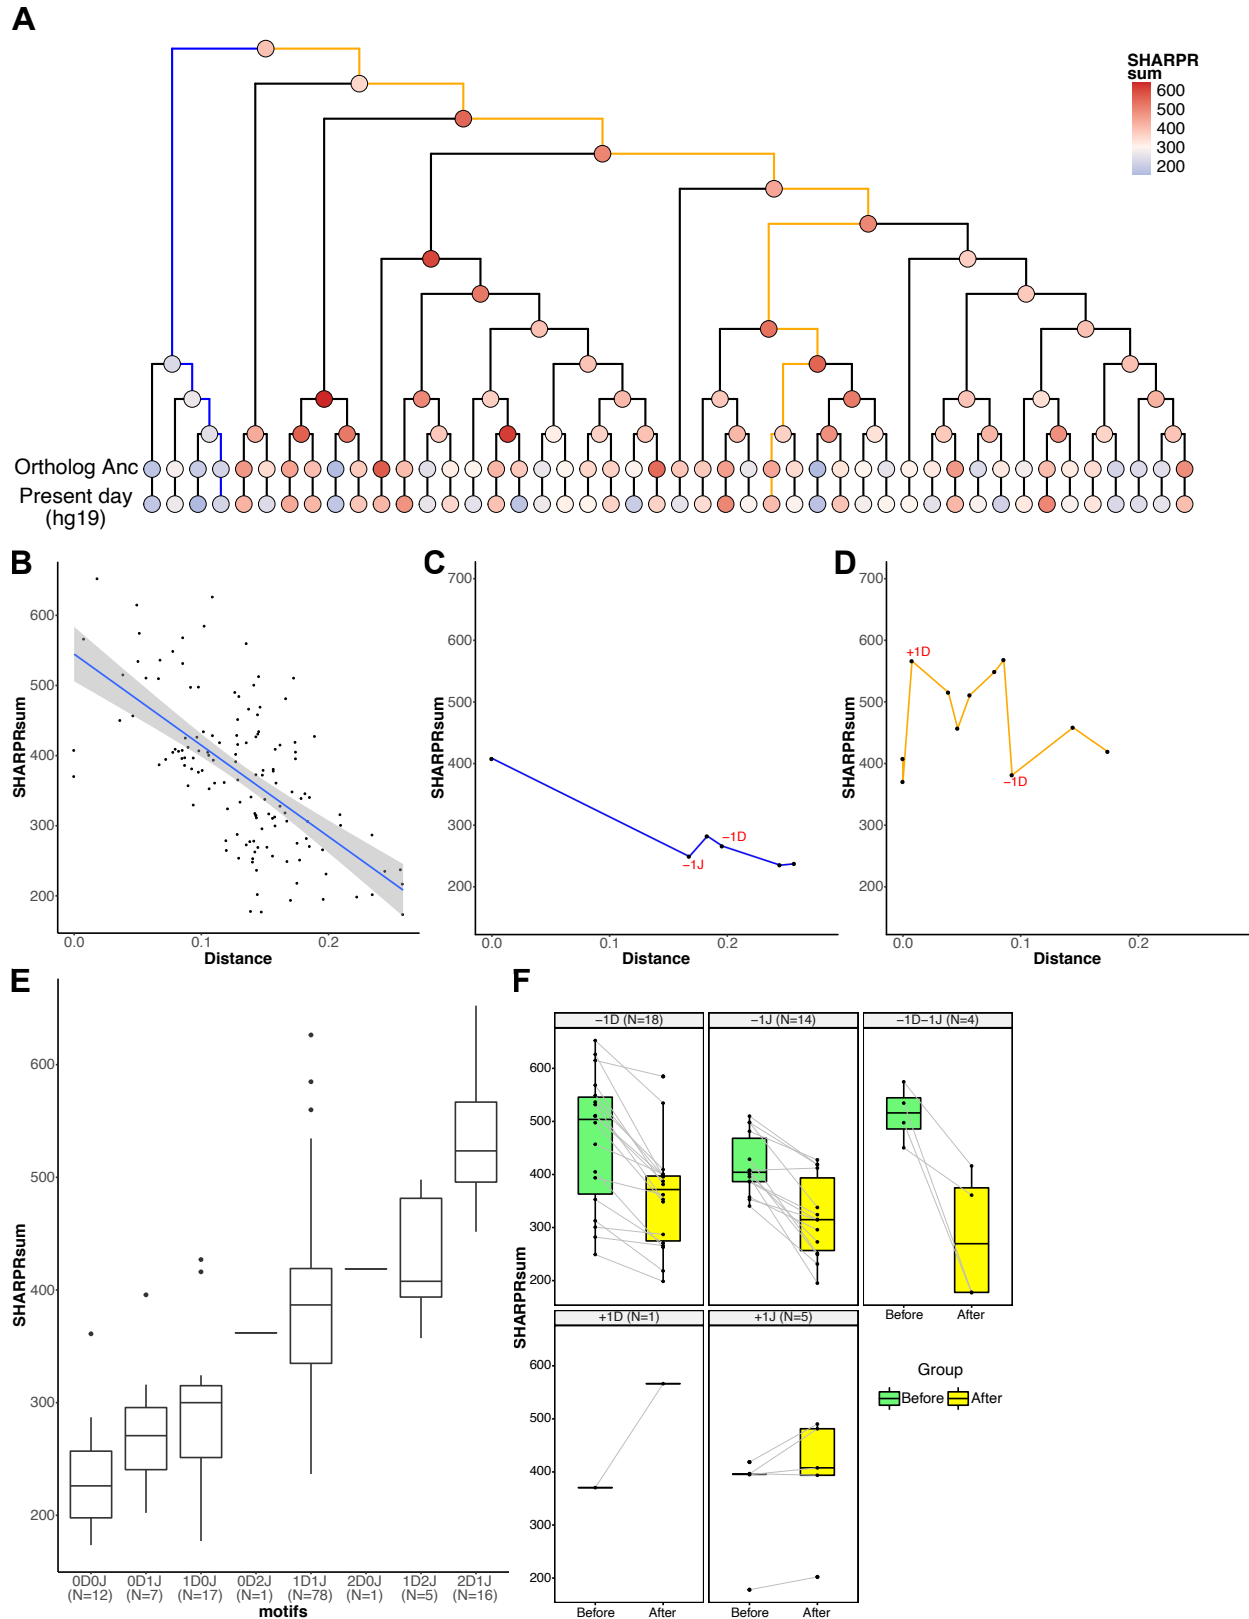 A
SHARPR
sum
600
500
400
300
200
Ortholog Anc
Present day
(hg19)
B
SHARPRsum
600
500
400
300
200
0.0
0.1
0.2
Distance
C
SHARPRsum
700
600
500
400
300
200
−1J
−1D
0.0
0.1
0.2
Distance
D
SHARPRsum
700
600
500
400
300
200
+1D
−1D
0.0
0.1
0.2
Distance
E
SHARPRsum
600
500
400
300
200
0D0J
(N=12)
0D1J
(N=7)
1D0J
(N=17)
0D2J
(N=1)
1D1J
(N=78)
2D0J
(N=1)
1D2J
(N=5)
2D1J
(N=16)
motifs
F
−1D (N=18)
−1J (N=14)
−1D−1J (N=4)
SHARPRsum
600
500
400
300
200
Before
After
+1D (N=1)
+1J (N=5)
600
500
400
300
200
Before
After
Before
After
Group
Before
After